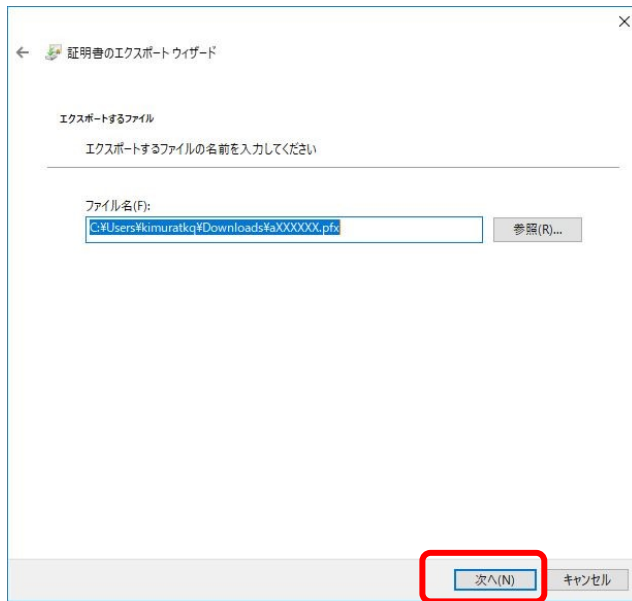 証明書のエクスポート ウィザード
エクスポートするファイル
エクスポートするファイルの名前を入力してください
ファイル名(F):
C:¥Users¥kimuratkq¥Downloads¥aXXXXXX.pfx
参照(R)...
次へ(N)
キャンセル